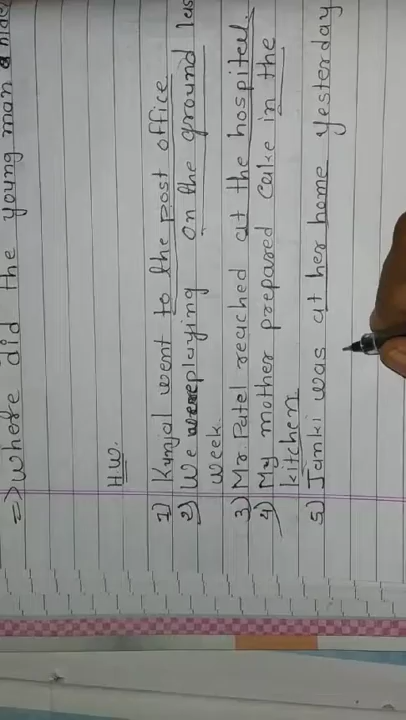 => Where did the young man
H.W.
1) Kunjal went to the post office
2) We were playing on the ground las
week.
3) Mr. Patel reached at the hospital.
4) My mother prepared cake in the
kitchen
5) Janki was at her home yesterday